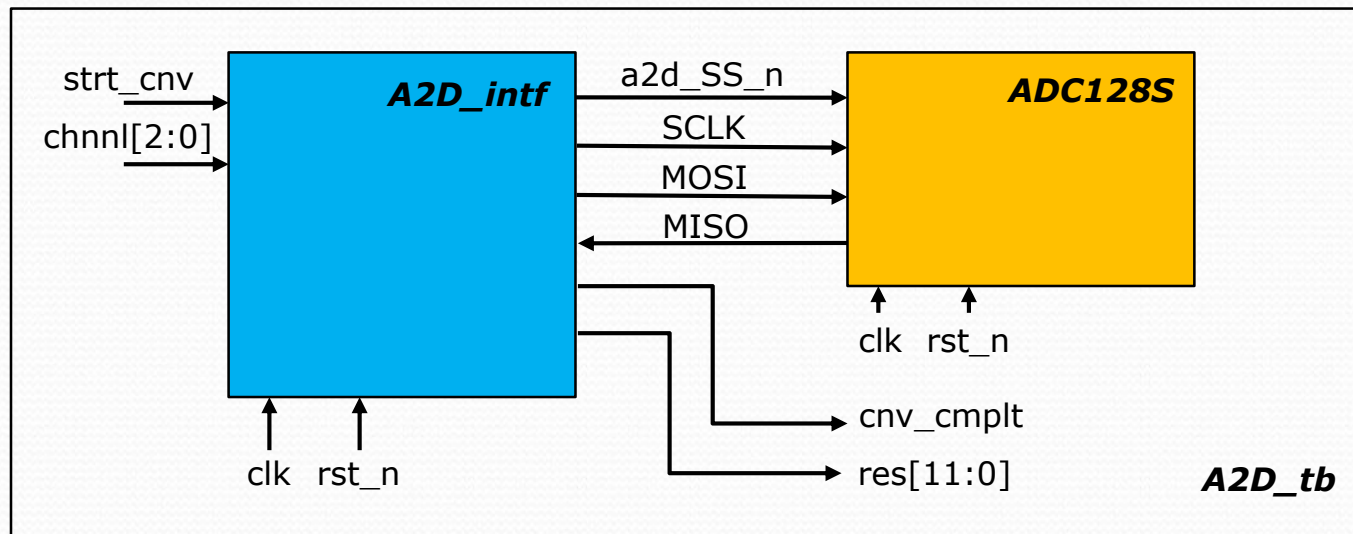 strt_cnv
chnnl[2:0]
A2D_intf
a2d_SS_n
SCLK
MOSI
MISO
ADC128S
clk rst_n
clk rst_n
cnv_cmplt
res[11:0]
A2D_tb